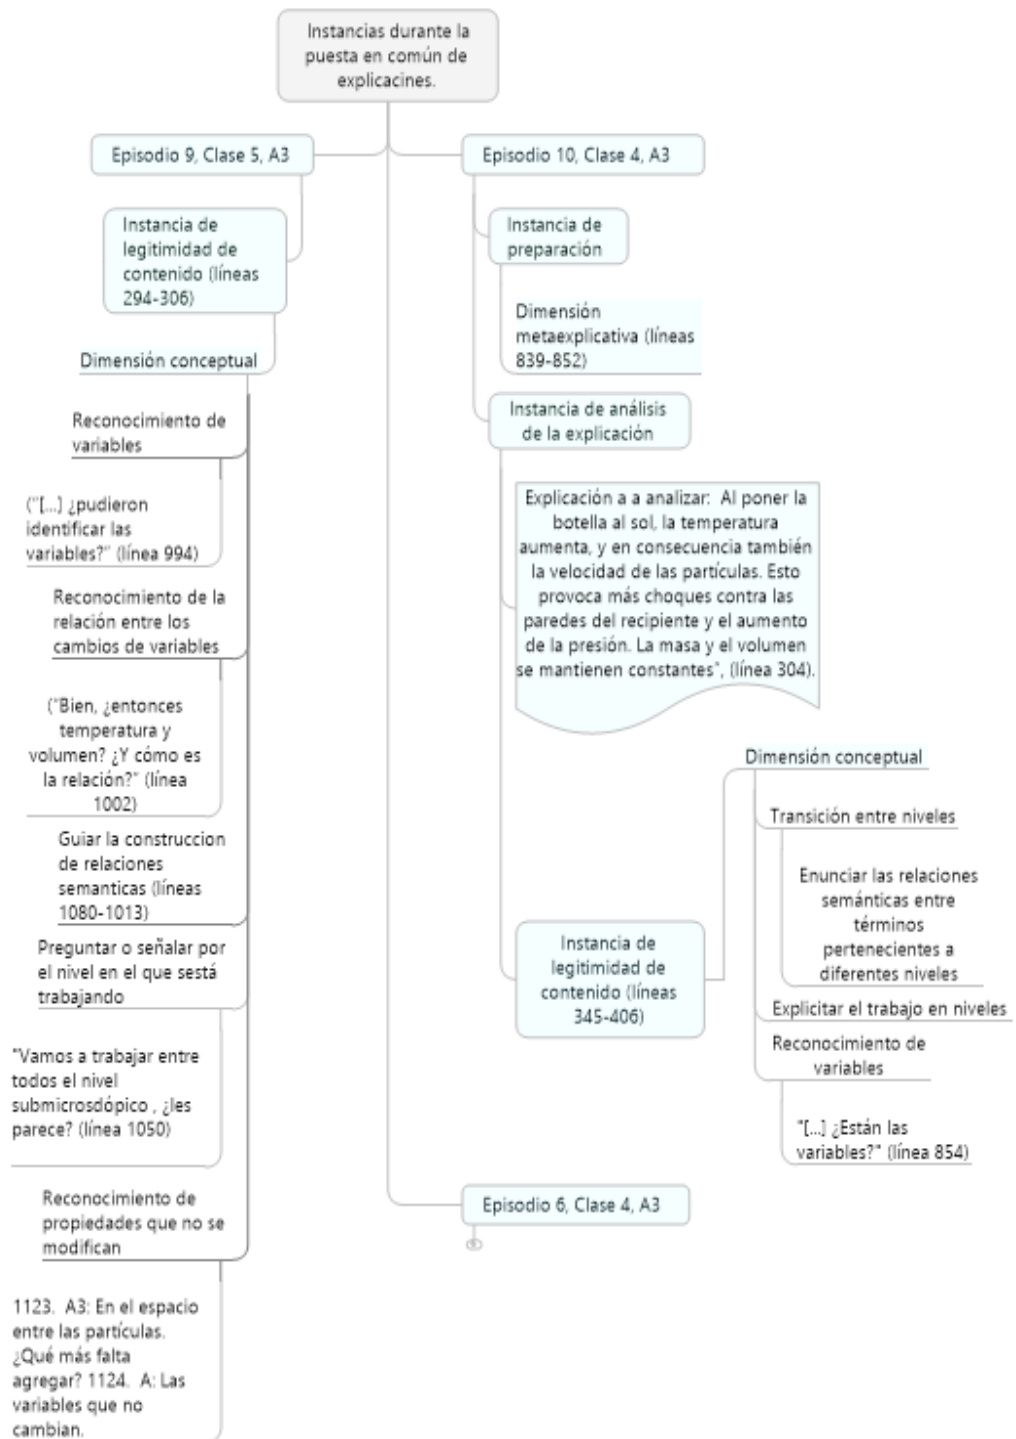 Instancias durante la
puesta en común de
explicacines.
Episodio 9, Clase 5, A3
Instancia de
legitimidad de
contenido (líneas
294-306)
Dimensión conceptual
Reconocimiento de
variables
("[...] ¿pudieron
identificar las
variables?" (línea 994)
Reconocimiento de la
relación entre los
cambios de variables
("Bien, ¿entonces
temperatura y
volumen? ¿Y cómo es
la relación?" (línea
1002)
Guiar la construccion
de relaciones
semanticas (líneas
1080-1013)
Preguntar o señalar por
el nivel en el que sestá
trabajando
"Vamos a trabajar entre
todos el nivel
submicrosdópico , ¿les
parece? (línea 1050)
Reconocimiento de
propiedades que no se
modifican
1123. A3: En el espacio
entre las partículas.
¿Qué más falta
agregar? 1124. A: Las
variables que no
cambian.
Episodio 10, Clase 4, A3
Instancia de
preparación
Dimensión
metaexplicativa (líneas
839-852)
Instancia de análisis
de la explicación
Explicación a a analizar: Al poner la
botella al sol, la temperatura
aumenta, y en consecuencia también
la velocidad de las partículas. Esto
provoca más choques contra las
paredes del recipiente y el aumento
de la presión. La masa y el volumen
se mantienen constantes", (línea 304).
Instancia de
legitimidad de
contenido (líneas
345-406)
Dimensión conceptual
Transición entre niveles
Enunciar las relaciones
semánticas entre
términos
pertenecientes a
diferentes niveles
Explicitar el trabajo en niveles
Reconocimiento de
variables
"[...] ¿Están las
variables?" (línea 854)
Episodio 6, Clase 4, A3